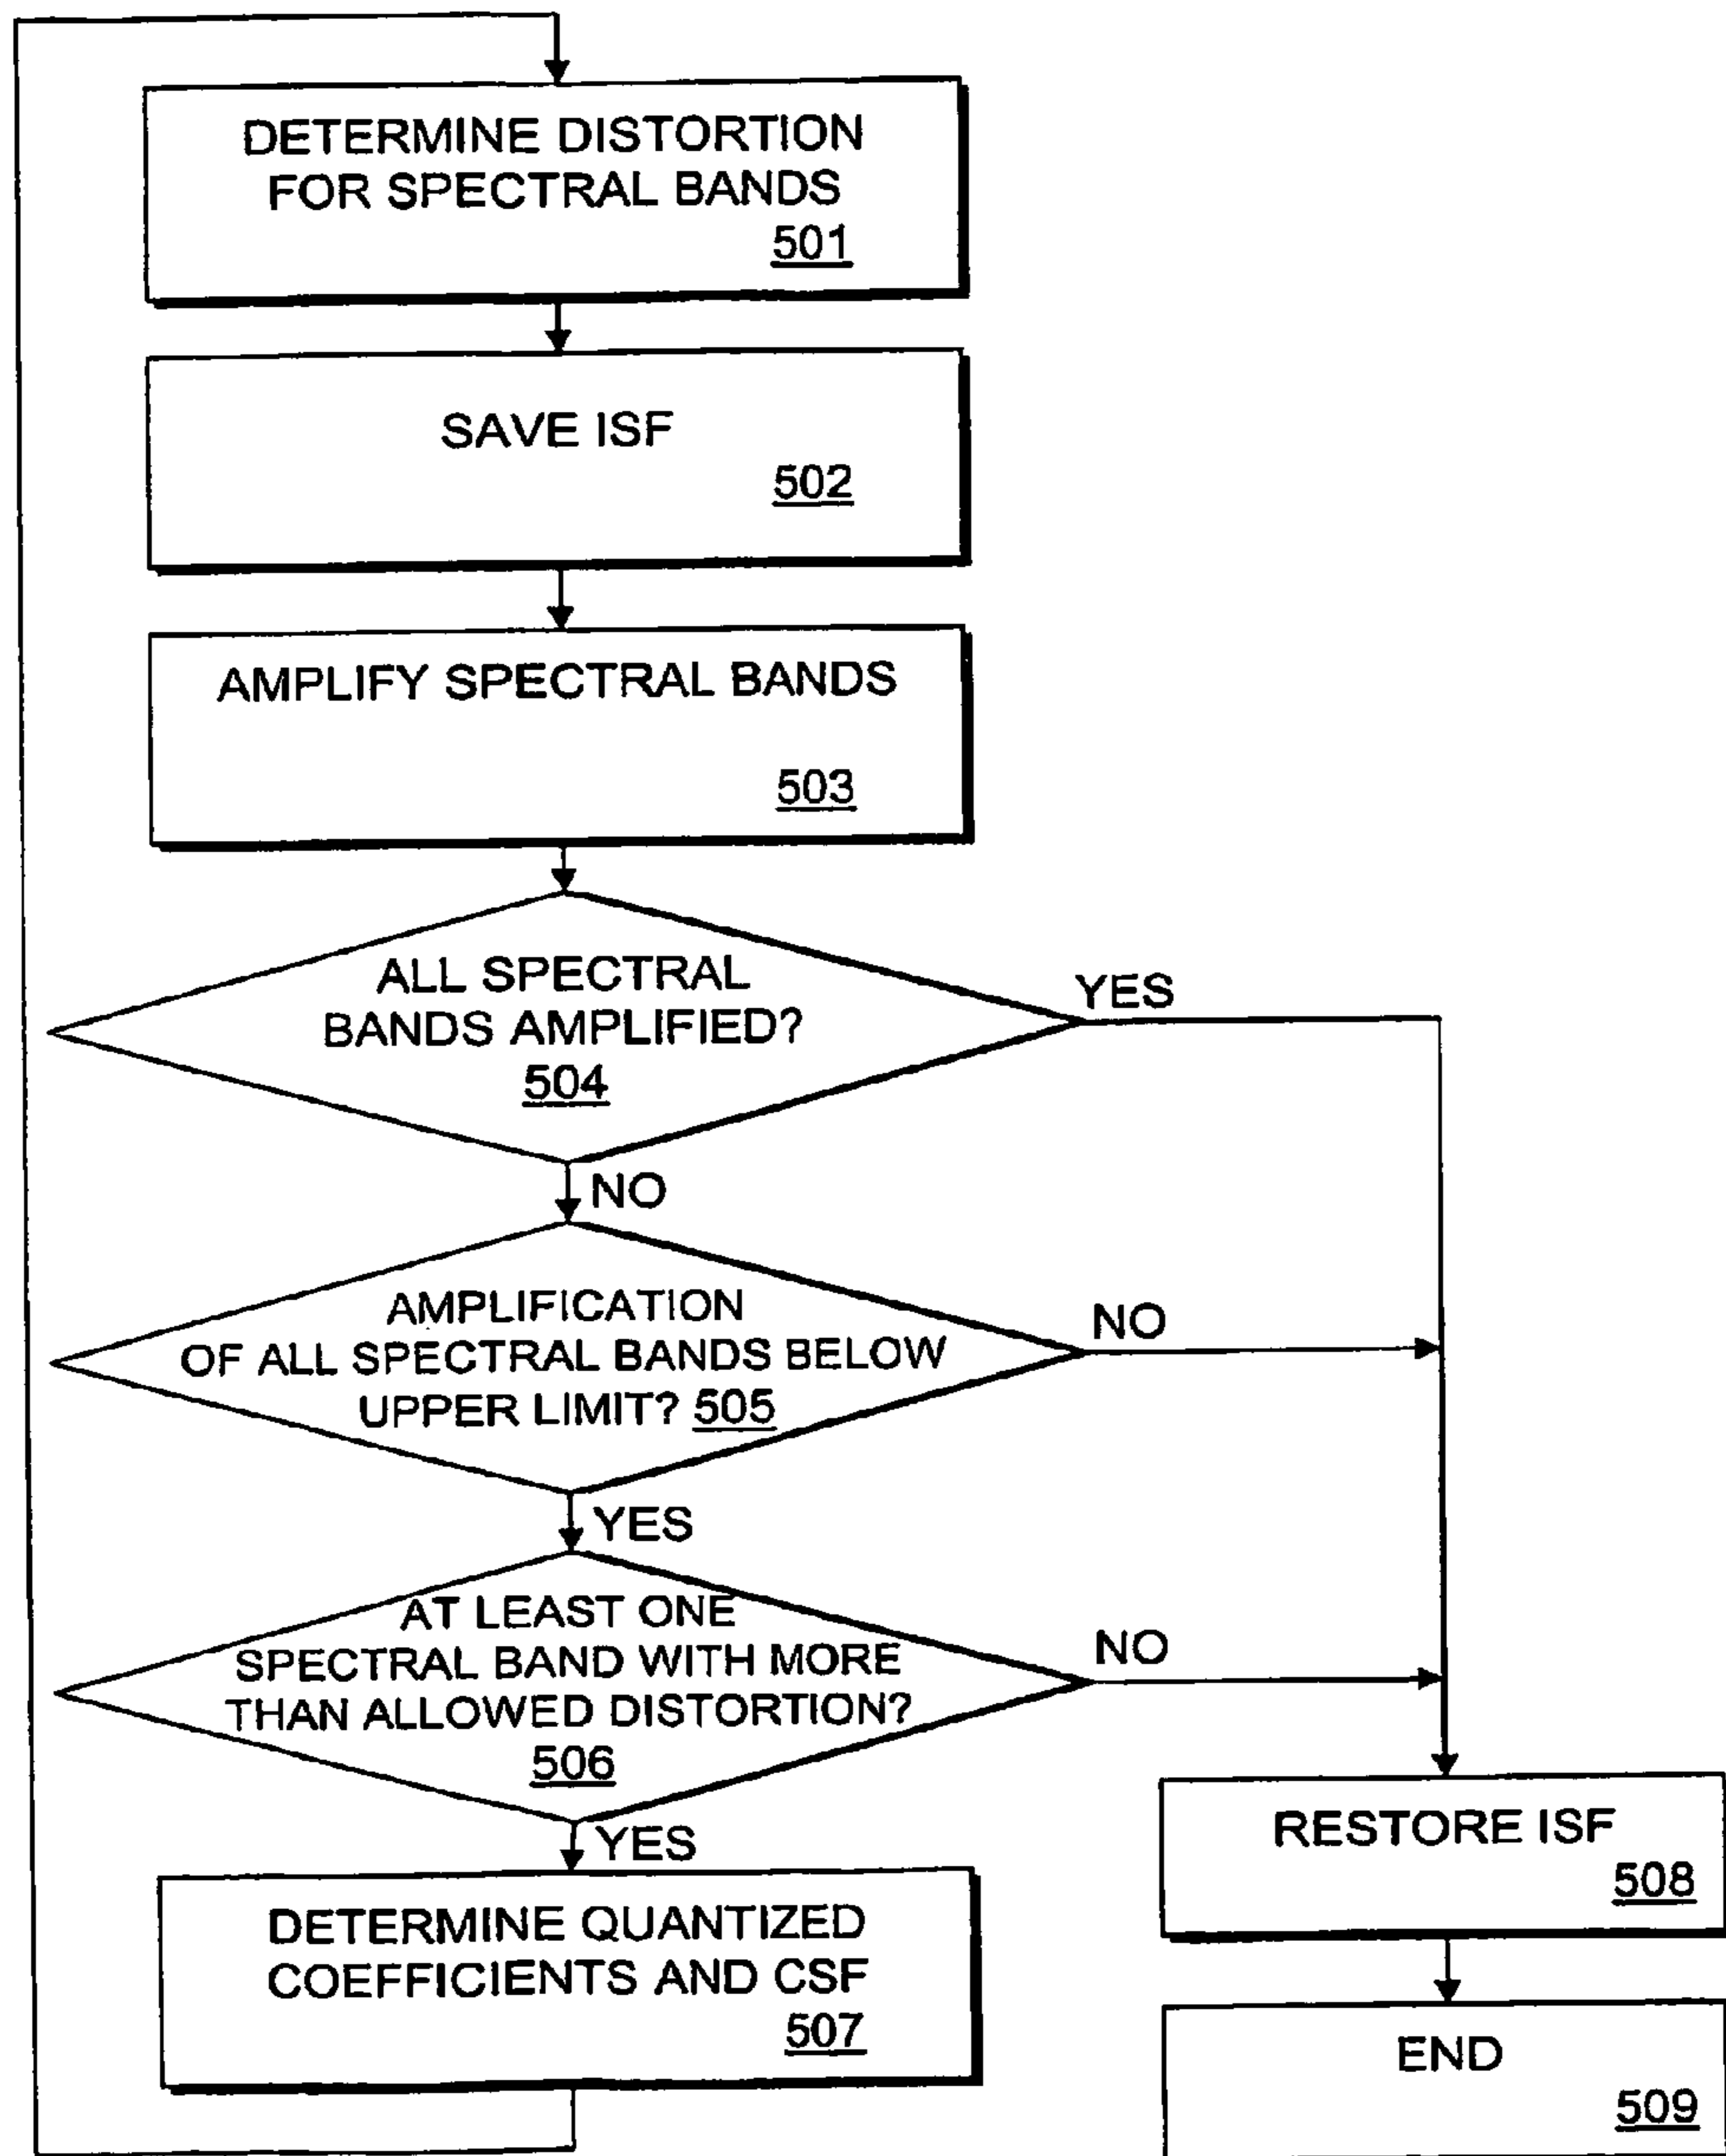 DETERMINE DISTORTION
FOR SPECTRAL BANDS
501
SAVE ISF
502
AMPLIFY SPECTRAL BANDS
503
ALL SPECTRAL
BANDS AMPLIFIED?
504
YES
NO
AMPLIFICATION
OF ALL SPECTRAL BANDS BELOW
UPPER LIMIT? 505
NO
YES
AT LEAST ONE
SPECTRAL BAND WITH MORE
THAN ALLOWED DISTORTION?
506
NO
YES
DETERMINE QUANTIZED
COEFFICIENTS AND CSF
507
RESTORE ISF
508
END
509